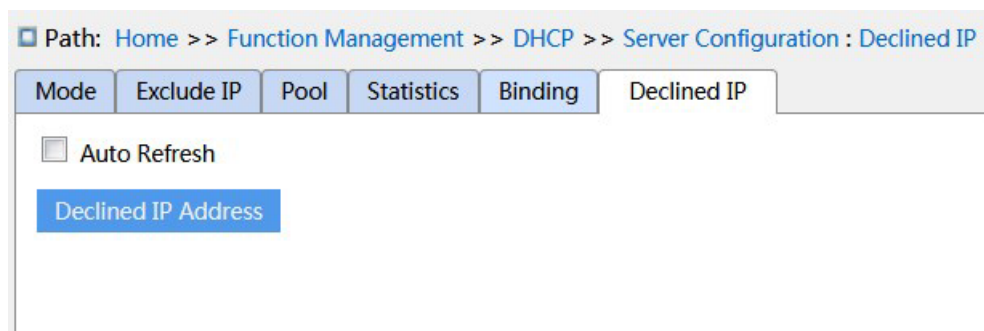 Path: Home >> Function Management >> DHCP >> Server Configuration : Declined IP
Mode Exclude IP Pool Statistics Binding Declined IP
Auto Refresh
Declined IP Address